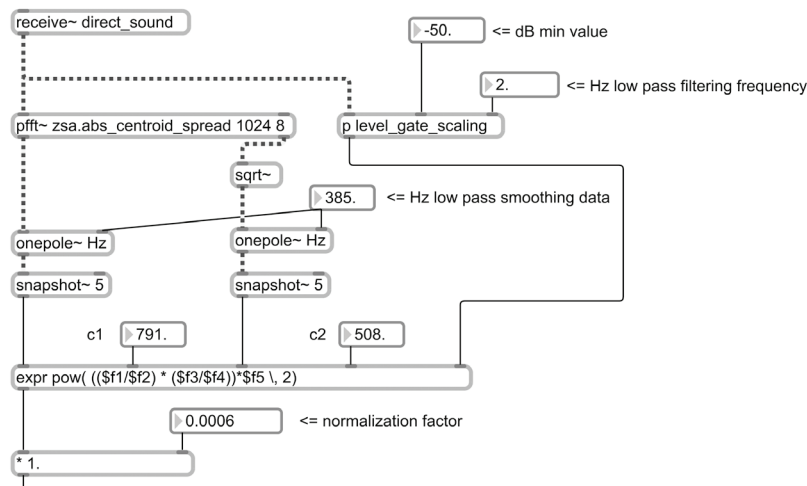 receive~ direct_sound
-50. <= dB min value
2. <= Hz low pass filtering frequency
pfft~ zsa.abs_centroid_spread 1024 8
p level_gate_scaling
sqrt~
385. <= Hz low pass smoothing data
onepole~ Hz
onepole~ Hz
snapshot~ 5
snapshot~ 5
c1 791.
c2 508.
expr pow( (($f1/$f2) * ($f3/$f4))*$f5 \, 2)
0.0006 <= normalization factor
* 1.